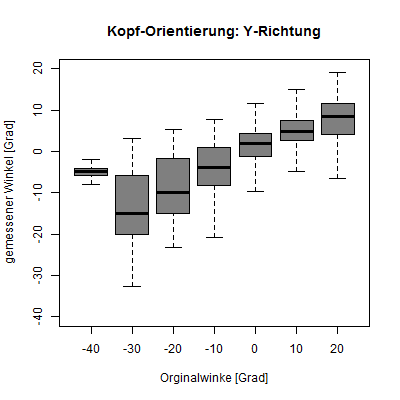 Kopf-Orientierung: Y-Richtung
gemessener Winkel [Grad]
20
10
0
-10
-20
-30
-40
-40 -30 -20 -10 0 10 20
Orginalwinke [Grad]